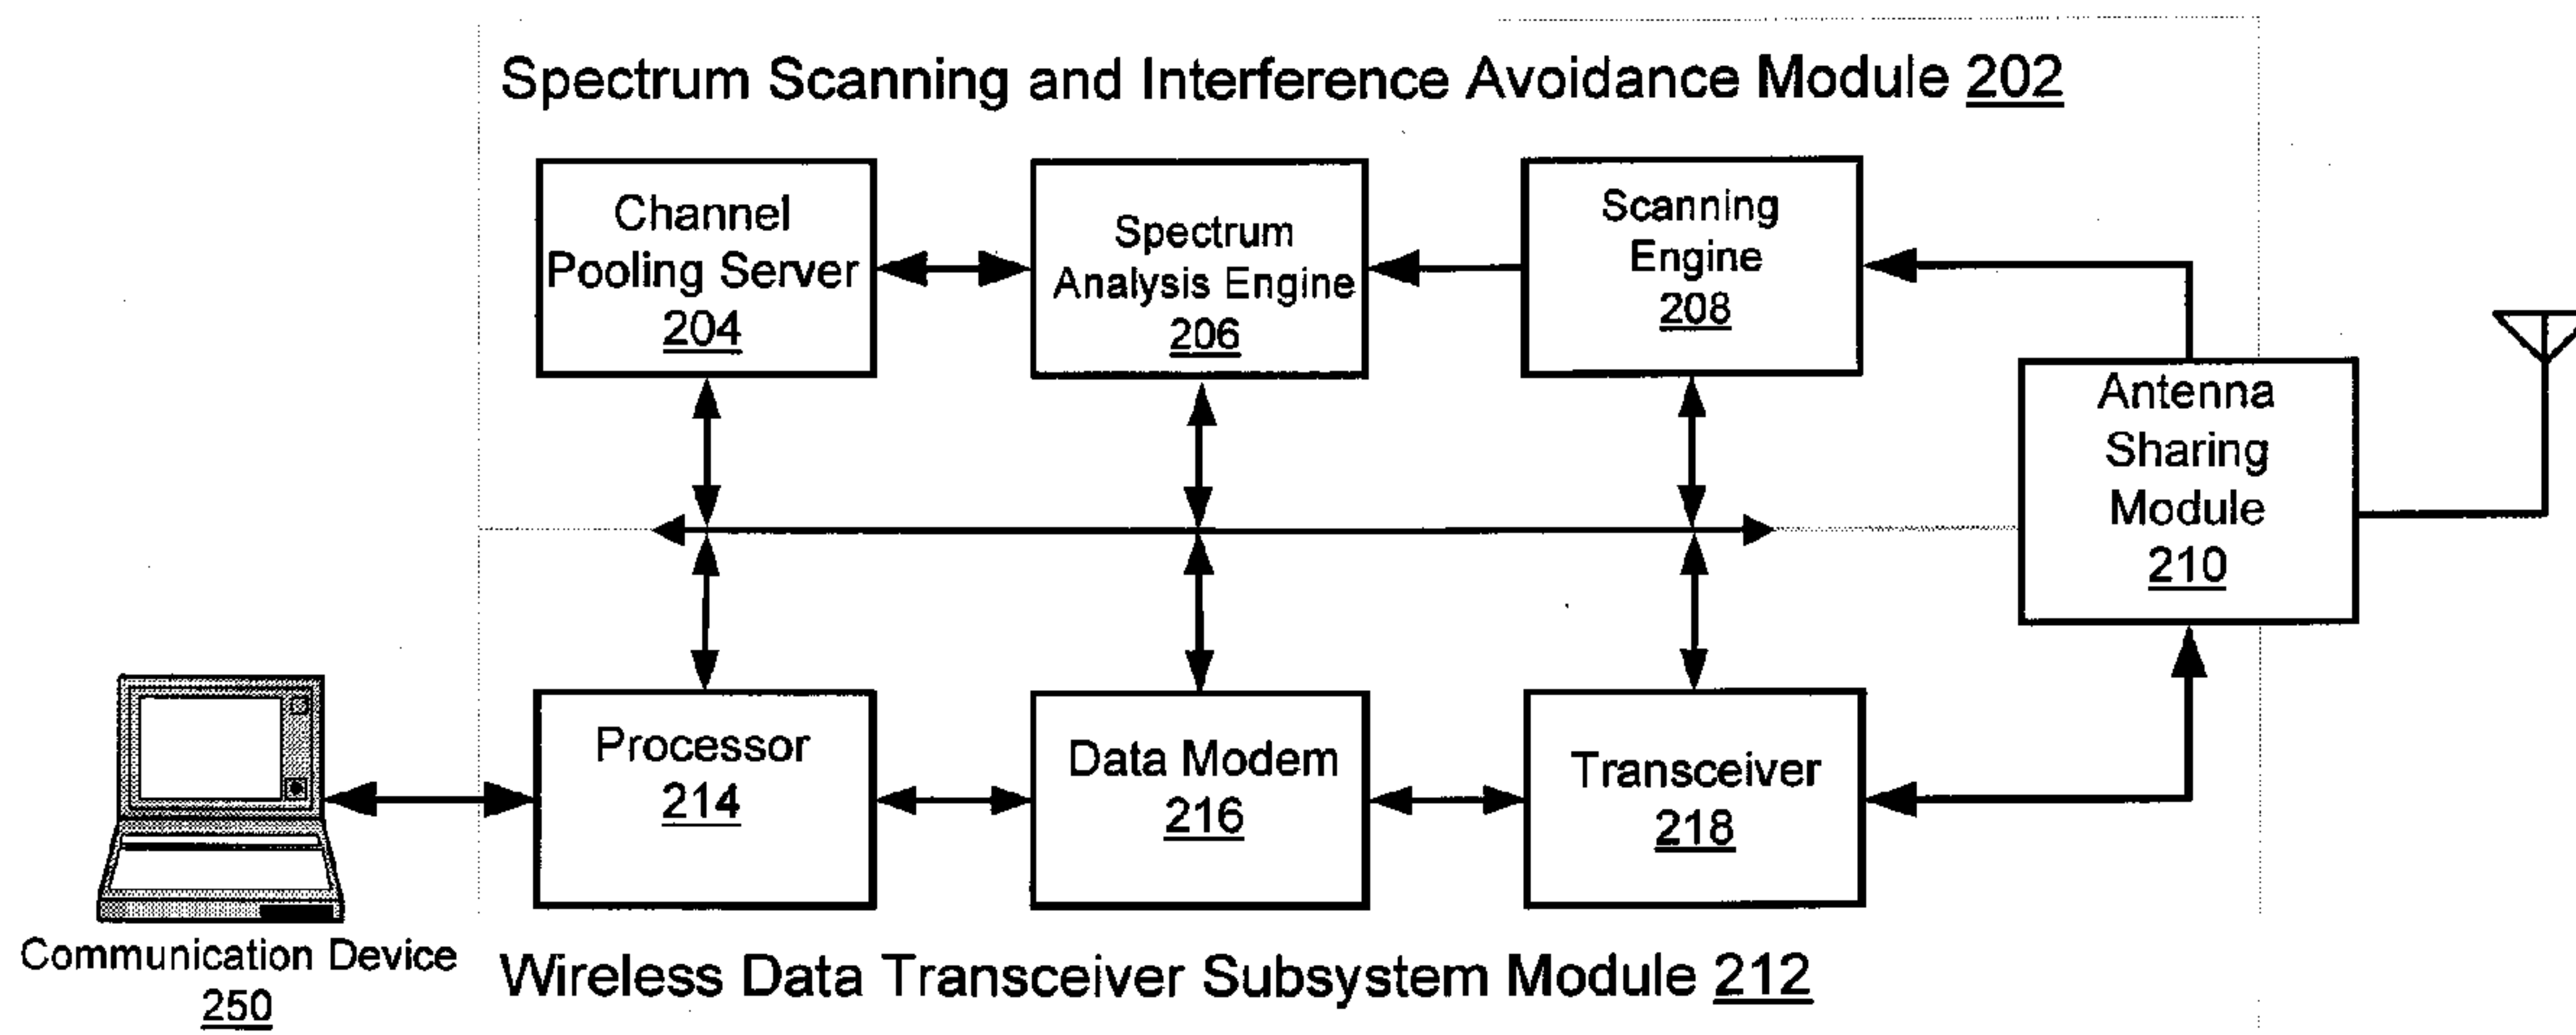 Spectrum Scanning and Interference Avoidance Module 202
Channel
Pooling Server
204
Spectrum
Analysis Engine
206
Scanning
Engine
208
Antenna
Sharing
Module
210
Processor
214
Data Modem
216
Transceiver
218
Communication Device
250
Wireless Data Transceiver Subsystem Module 212